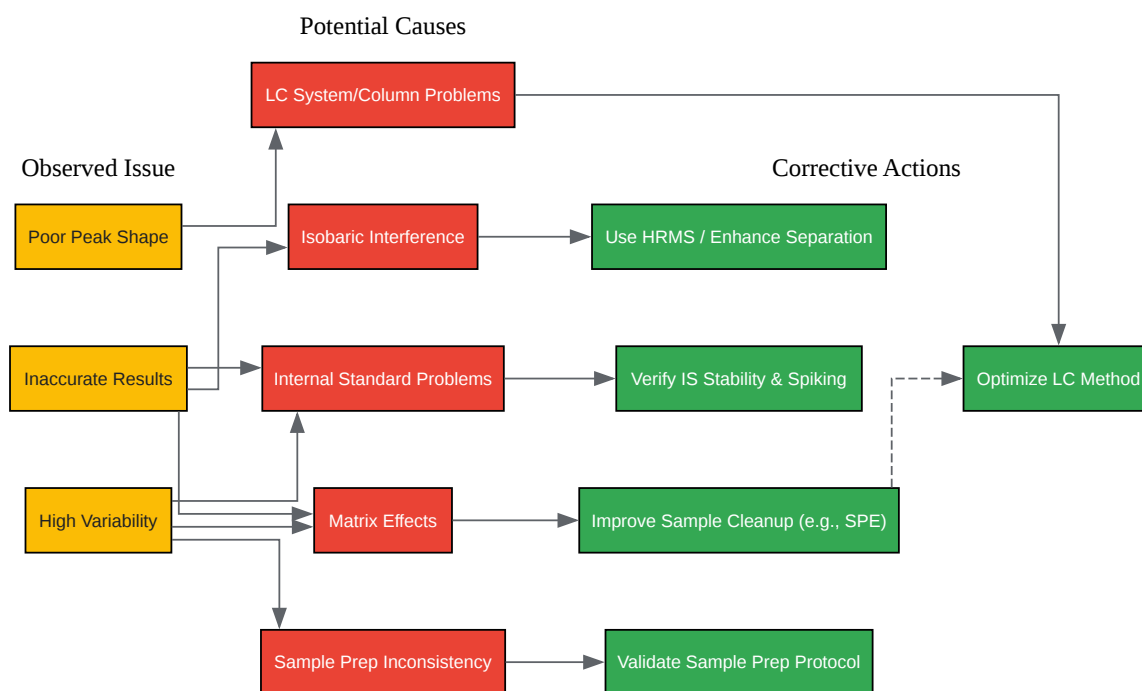 Potential Causes
LC System/Column Problems
Observed Issue
Corrective Actions
Poor Peak Shape
Isobaric Interference
Use HRMS / Enhance Separation
Inaccurate Results
Internal Standard Problems
Verify IS Stability & Spiking
Optimize LC Method
High Variability
Matrix Effects
Improve Sample Cleanup (e.g., SPE)
Sample Prep Inconsistency
Validate Sample Prep Protocol